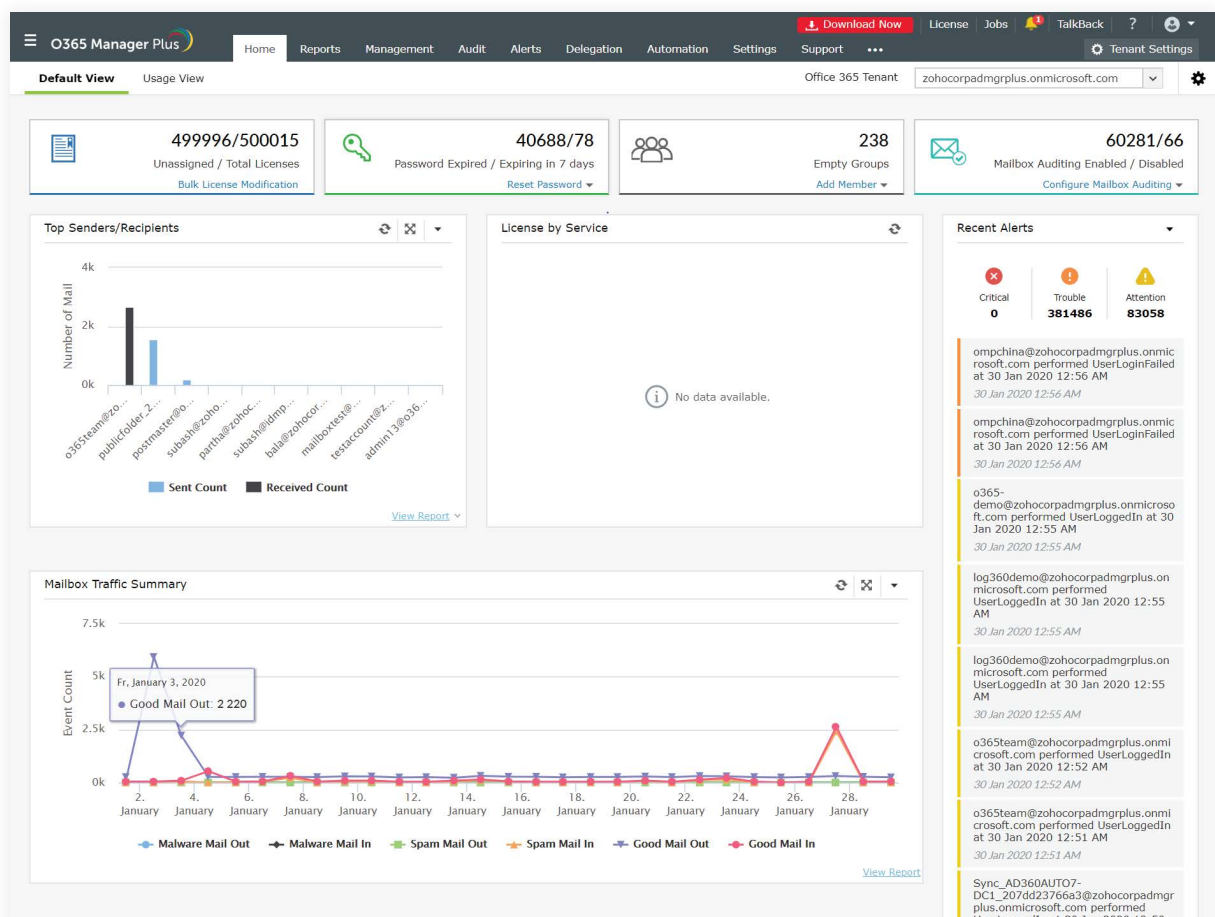 Download Now
License
Jobs
1
TalkBack
?
O365 Manager Plus
Home
Reports
Management
Audit
Alerts
Delegation
Automation
Settings
Support
•••
Tenant Settings
Default View
Usage View
Office 365 Tenant
zohocorpadmgrplus.onmicrosoft.com
499996/500015
Unassigned / Total Licenses
Bulk License Modification
40688/78
Password Expired / Expiring in 7 days
Reset Password
238
Empty Groups
Add Member
60281/66
Mailbox Auditing Enabled / Disabled
Configure Mailbox Auditing
Top Senders/Recipients
4k
2k
0k
Number of Mail
o365team@zo...
publicfolder_2...
postmaster@o...
subash@zoho...
partha@zohoc...
subash@idmp...
bala@zohocor...
mailboxtest@...
testaccount@z...
admin13@o36...
Sent Count
Received Count
View Report
License by Service
No data available.
Mailbox Traffic Summary
7.5k
5k
2.5k
0k
Event Count
Fr, January 3, 2020
Good Mail Out: 2 220
2. January
4. January
6. January
8. January
10. January
12. January
14. January
16. January
18. January
20. January
22. January
24. January
26. January
28. January
Malware Mail Out
Malware Mail In
Spam Mail Out
Spam Mail In
Good Mail Out
Good Mail In
View Report
Recent Alerts
Critical
0
Trouble
381486
Attention
83058
ompchina@zohocorpadmgrplus.onmic
rosoft.com performed UserLoginFailed
at 30 Jan 2020 12:56 AM
30 Jan 2020 12:56 AM
ompchina@zohocorpadmgrplus.onmic
rosoft.com performed UserLoginFailed
at 30 Jan 2020 12:56 AM
30 Jan 2020 12:56 AM
o365-
demo@zohocorpadmgrplus.onmicroso
ft.com performed UserLoggedIn at 30
Jan 2020 12:55 AM
30 Jan 2020 12:55 AM
log360demo@zohocorpadmgrplus.on
microsoft.com performed
UserLoggedIn at 30 Jan 2020 12:55
AM
30 Jan 2020 12:55 AM
log360demo@zohocorpadmgrplus.on
microsoft.com performed
UserLoggedIn at 30 Jan 2020 12:55
AM
30 Jan 2020 12:55 AM
o365team@zohocorpadmgrplus.onmi
crosoft.com performed UserLoggedIn
at 30 Jan 2020 12:52 AM
30 Jan 2020 12:52 AM
o365team@zohocorpadmgrplus.onmi
crosoft.com performed UserLoggedIn
at 30 Jan 2020 12:51 AM
30 Jan 2020 12:51 AM
Sync_AD360AUTO7-
DC1_207dd23766a3@zohocorpadmgr
plus.onmicrosoft.com performed